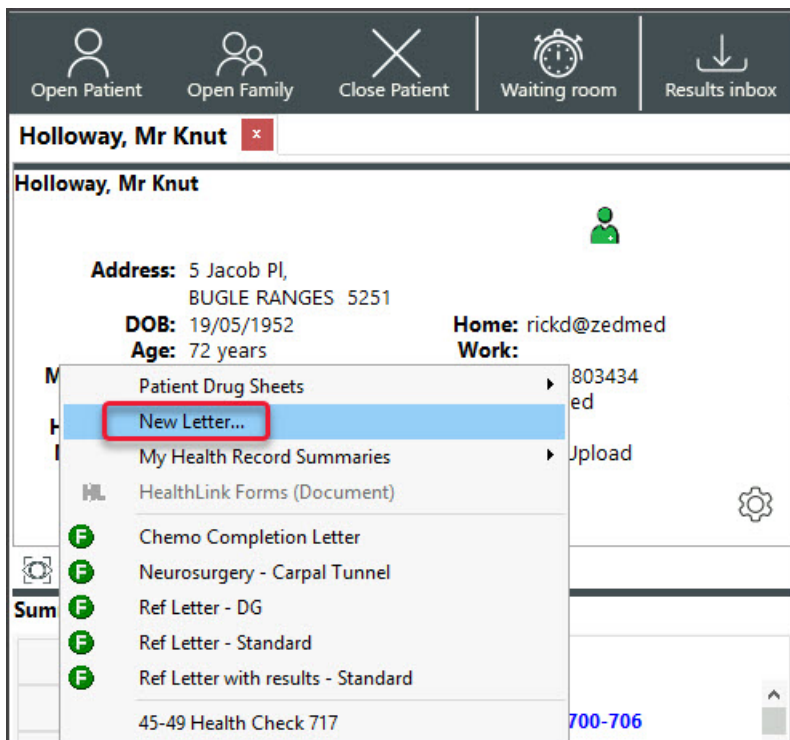 Open Patient Open Family Close Patient Waiting room Results inbox
Holloway, Mr Knut x
Holloway, Mr Knut
Address: 5 Jacob Pl,
BUGLE RANGES 5251
DOB: 19/05/1952 Home: rickd@zedmed
Age: 72 years Work:
M 803434
ed
Patient Drug Sheets
New Letter...
My Health Record Summaries
Upload
HL HealthLink Forms (Document)
F Chemo Completion Letter
F Neurosurgery - Carpal Tunnel
Sum
F Ref Letter - DG
F Ref Letter - Standard
F Ref Letter with results - Standard
45-49 Health Check 717
700-706